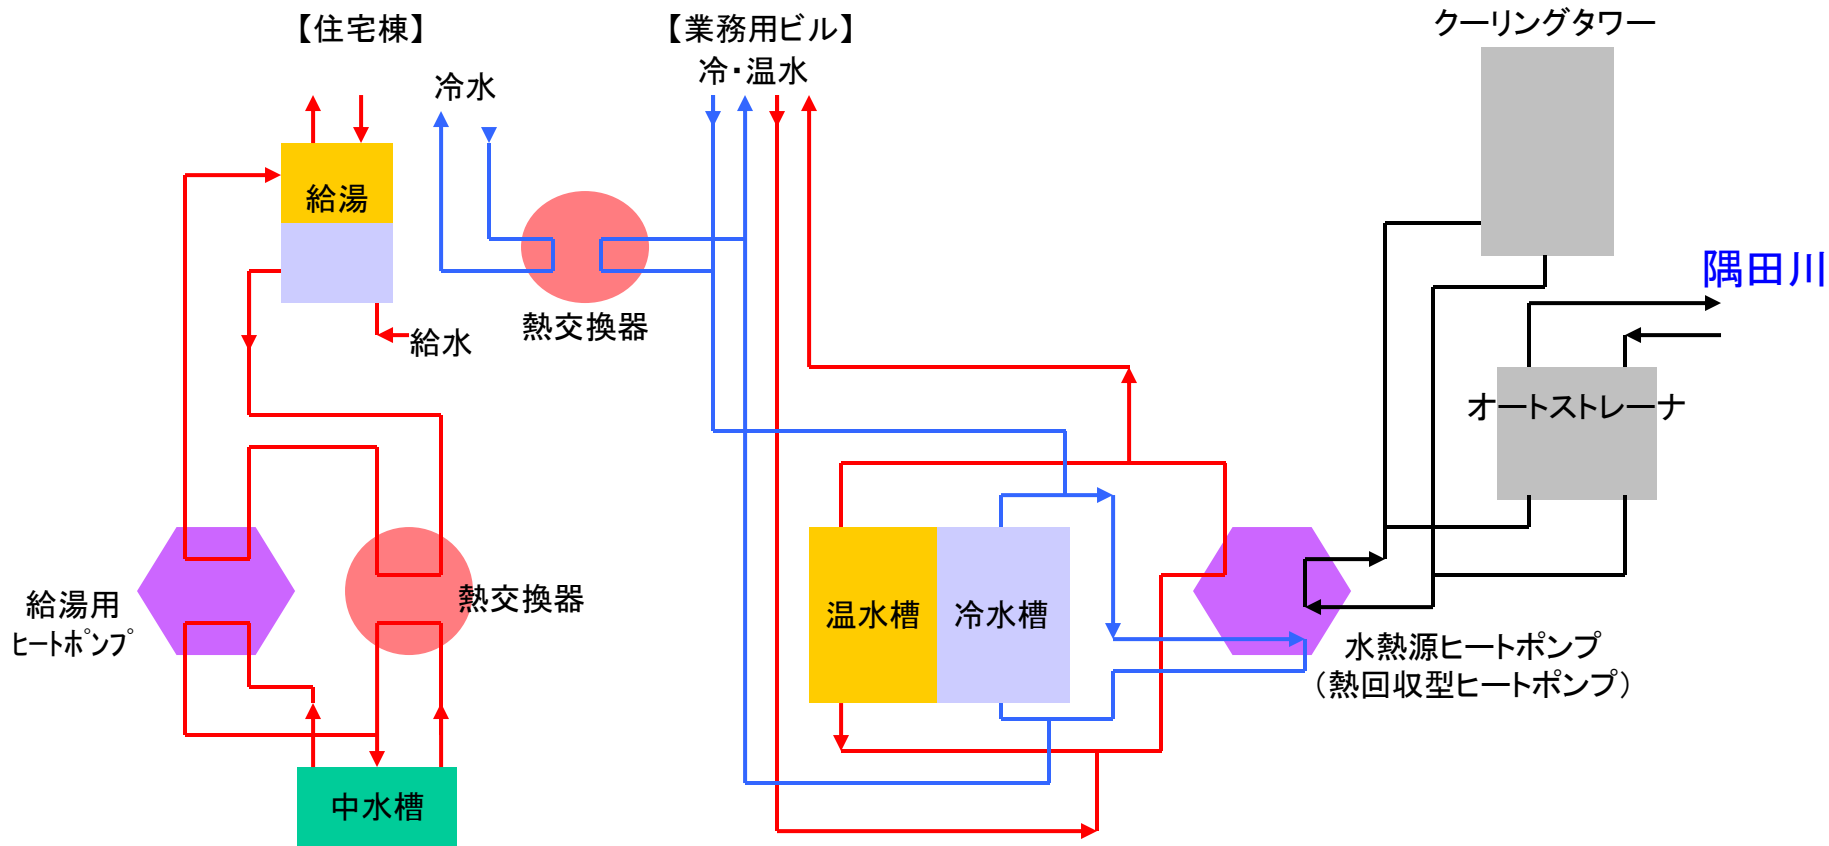 【住宅棟】
【業務用ビル】
クーリングタワー
冷・温水
冷水
給湯
隅田川
熱交換器
給水
オートストレーナ
熱交換器
給湯用
ﾋｰﾄﾎﾟﾝﾌﾟ
温水槽
冷水槽
水熱源ヒートポンプ
（熱回収型ヒートポンプ）
中水槽